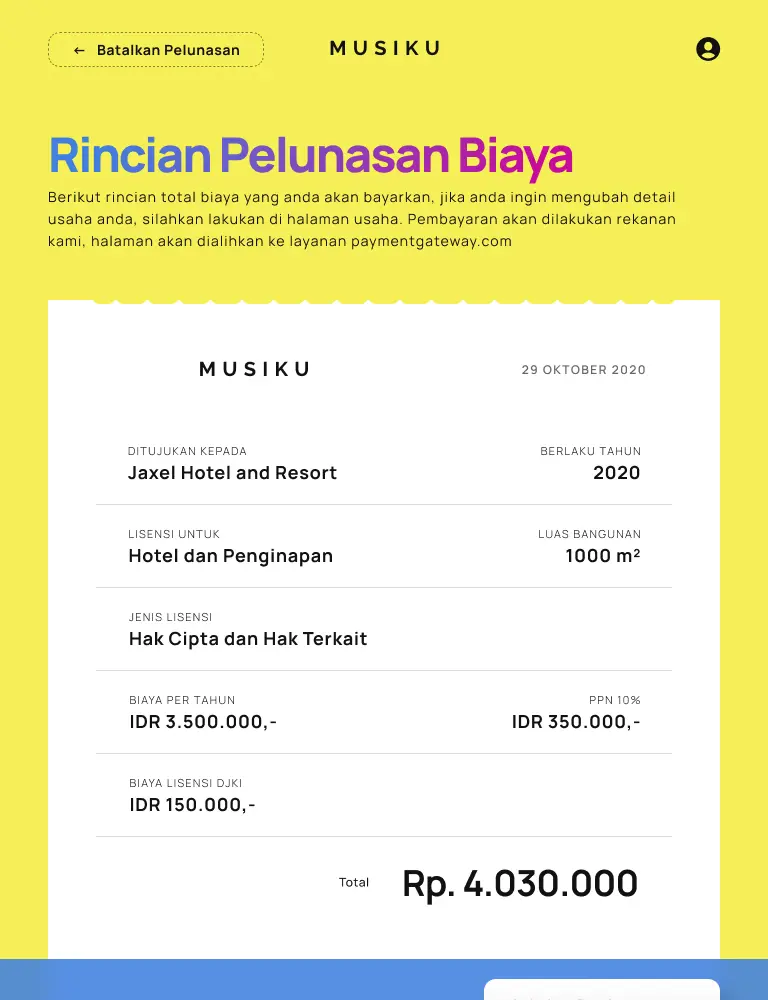 ← Batalkan Pelunasan
MUSIKU
Rincian Pelunasan Biaya
Berikut rincian total biaya yang anda akan bayarkan, jika anda ingin mengubah detail
usaha anda, silahkan lakukan di halaman usaha. Pembayaran akan dilakukan rekanan
kami, halaman akan dialihkan ke layanan paymentgateway.com
MUSIKU
29 OKTOBER 2020
DITUJUKAN KEPADA
Jaxel Hotel and Resort
BERLAKU TAHUN
2020
LISENSI UNTUK
Hotel dan Penginapan
LUAS BANGUNAN
1000 m²
JENIS LISENSI
Hak Cipta dan Hak Terkait
BIAYA PER TAHUN
IDR 3.500.000,-
PPN 10%
IDR 350.000,-
BIAYA LISENSI DJKI
IDR 150.000,-
Total
Rp. 4.030.000